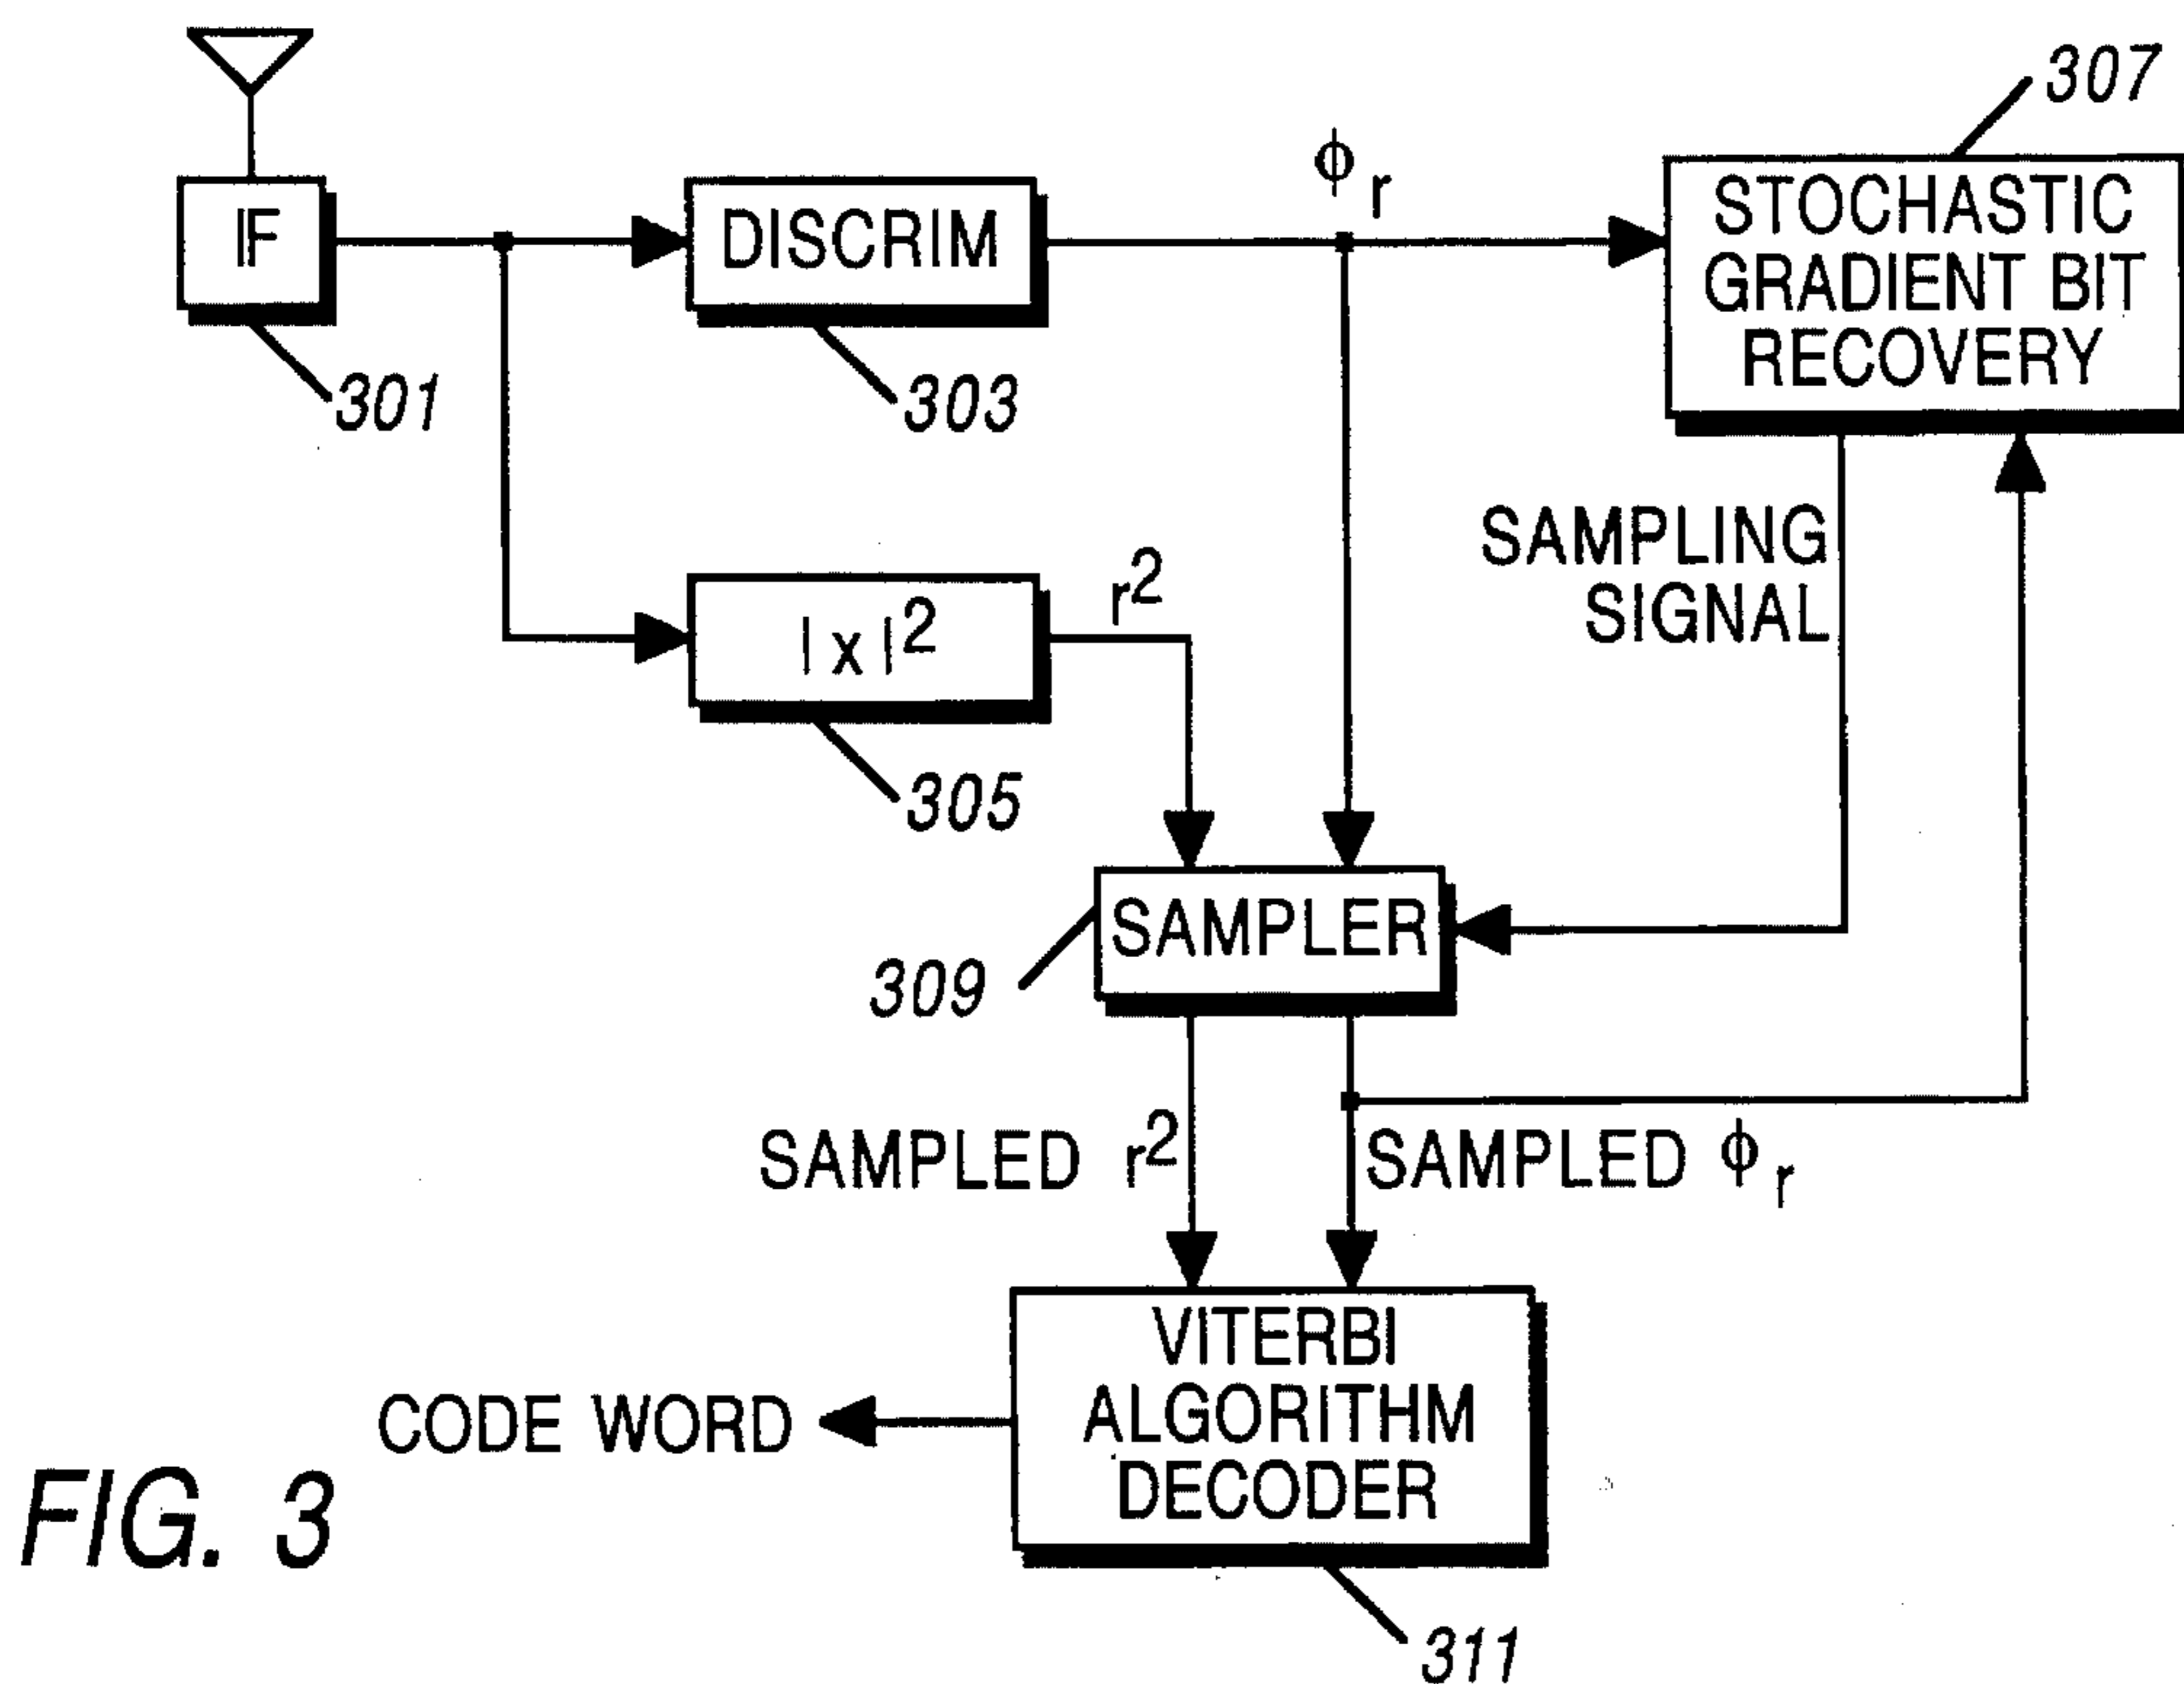 307
ϕr
IF
DISCRIM
STOCHASTIC
GRADIENT BIT
RECOVERY
301
303
SAMPLING
SIGNAL
r2
|x|2
305
SAMPLER
309
SAMPLED r2
SAMPLED ϕr
VITERBI
ALGORITHM
DECODER
CODE WORD
FIG. 3
311